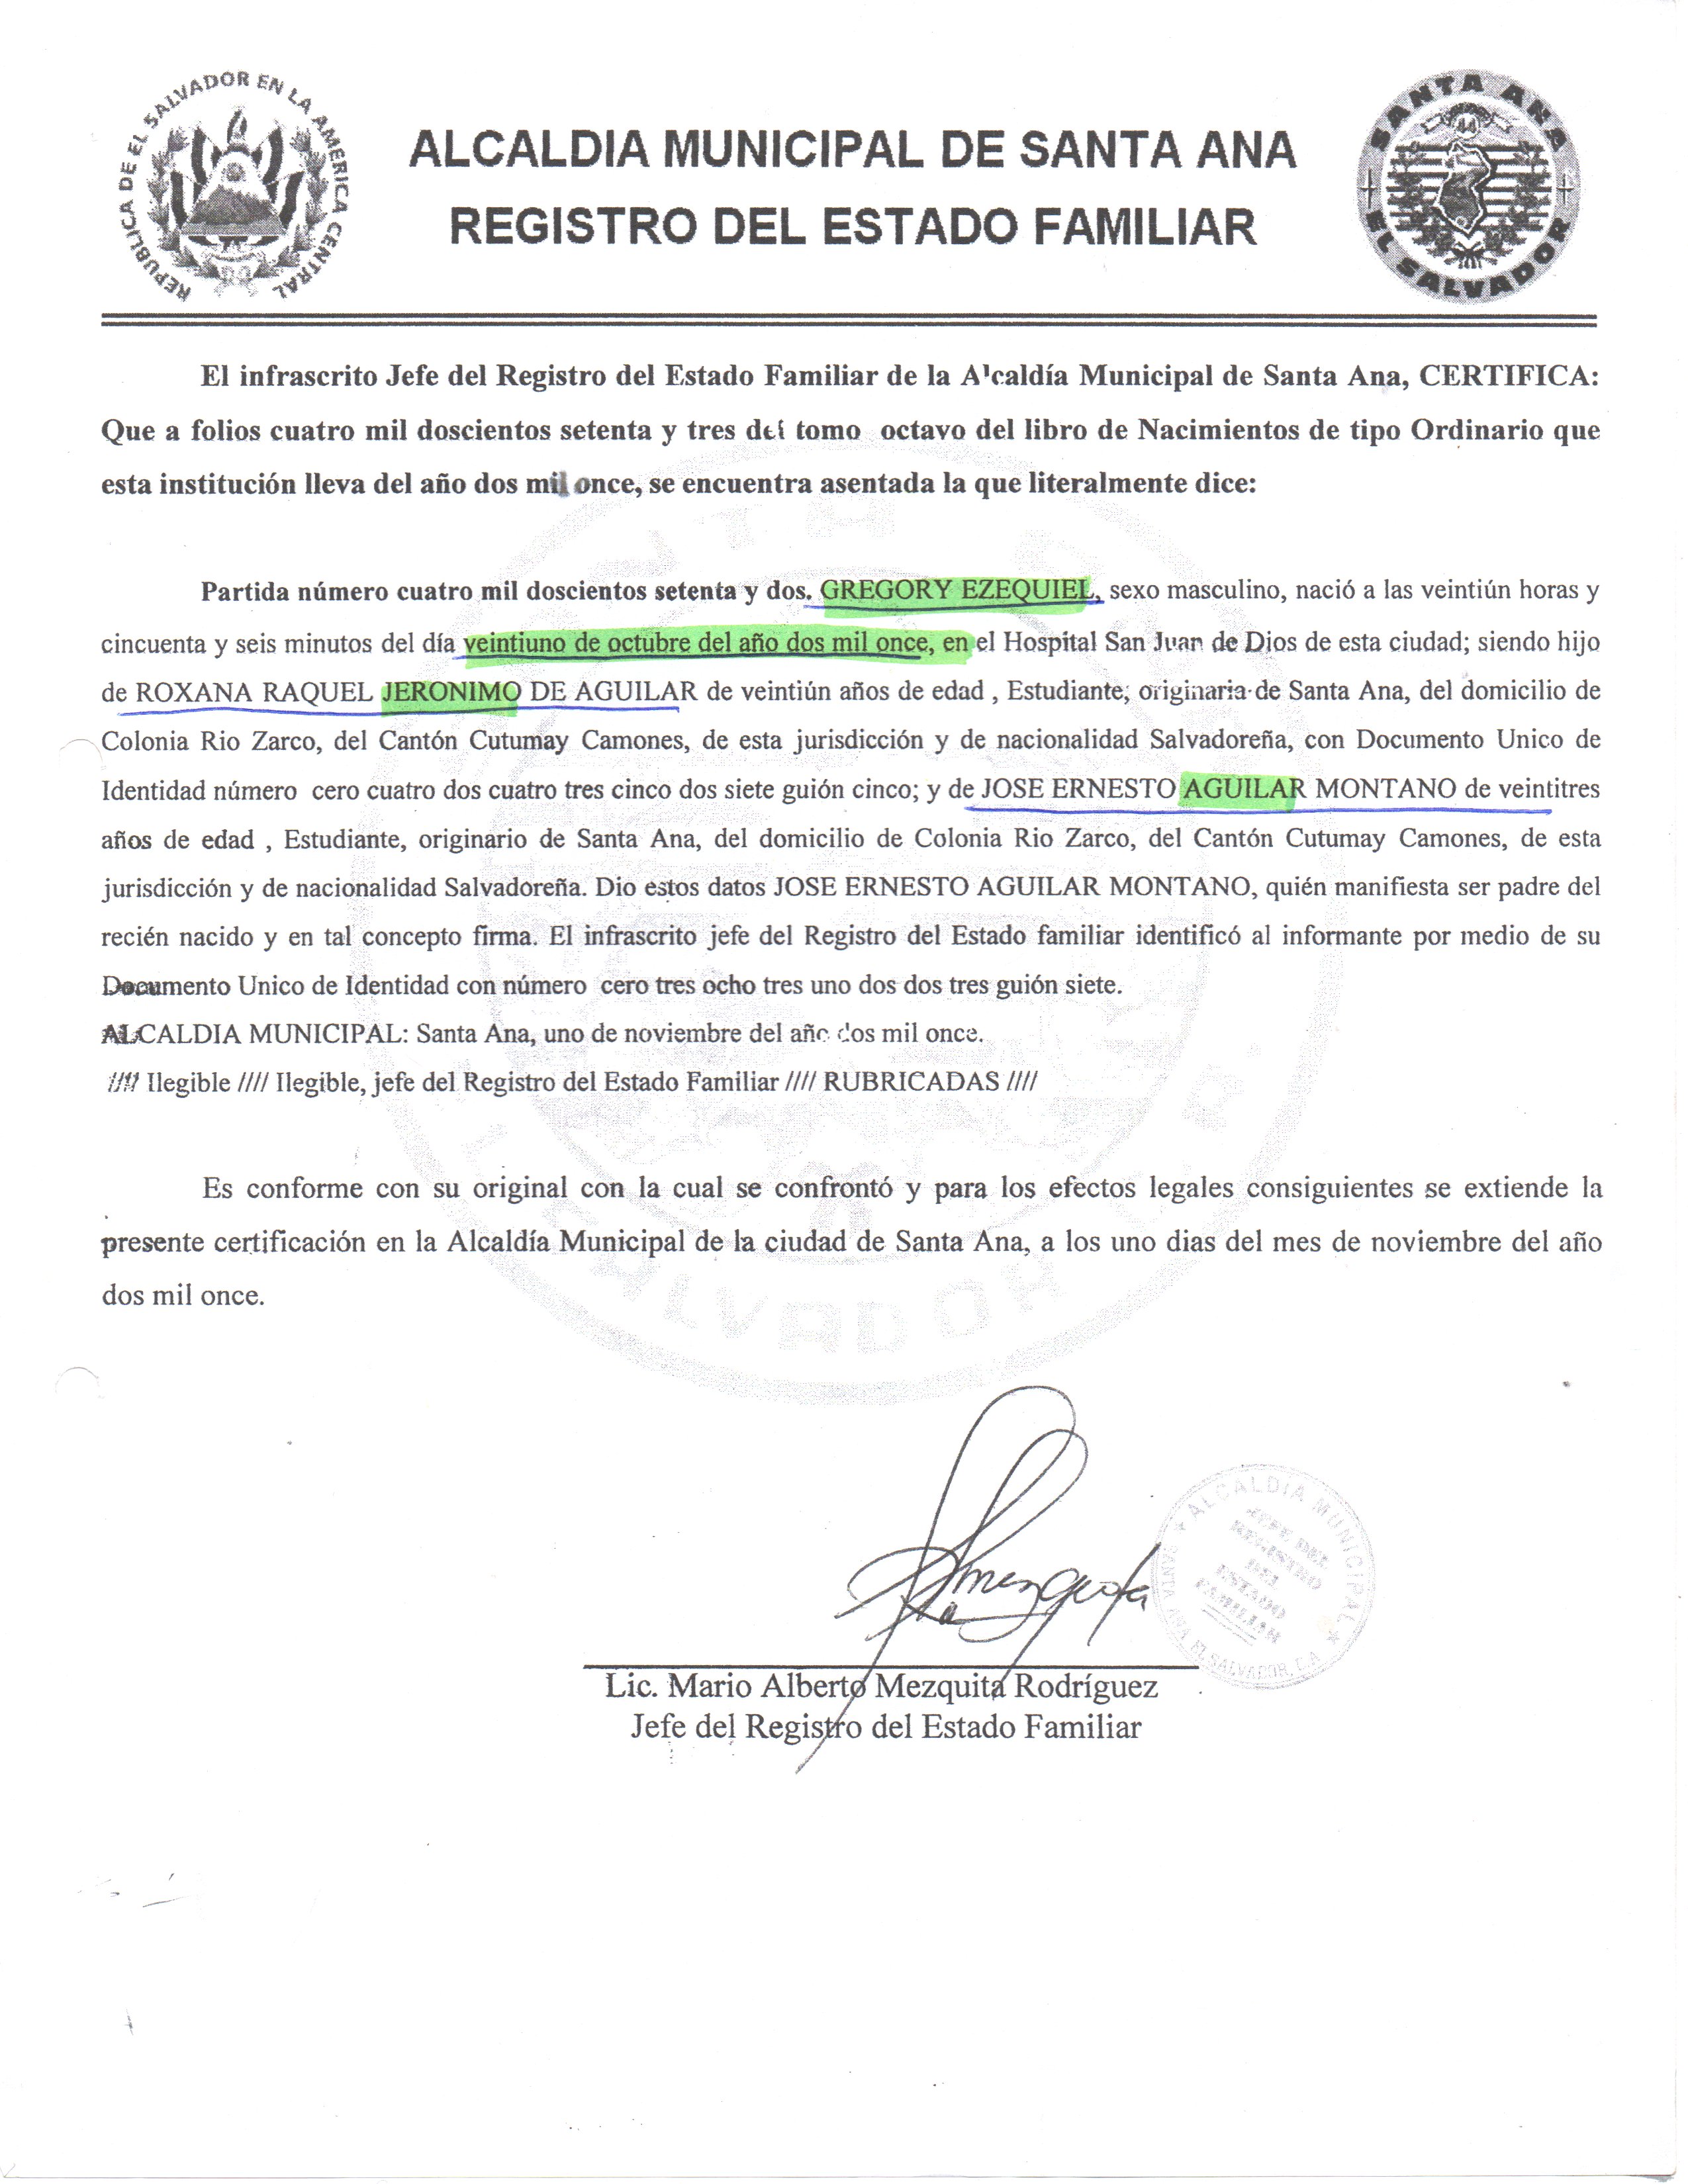 REPUBLICA DE EL SALVADOR EN LA AMERICA CENTRAL
ALCALDIA MUNICIPAL DE SANTA ANA
REGISTRO DEL ESTADO FAMILIAR
SANTA ANA
EL SALVADOR
El infrascrito Jefe del Registro del Estado Familiar de la Alcaldía Municipal de Santa Ana, CERTIFICA:
Que a folios cuatro mil doscientos setenta y tres del tomo octavo del libro de Nacimientos de tipo Ordinario que
esta institución lleva del año dos mil once, se encuentra asentada la que literalmente dice:
Partida número cuatro mil doscientos setenta y dos. GREGORY EZEQUIEL, sexo masculino, nació a las veintiún horas y
cincuenta y seis minutos del día veintiuno de octubre del año dos mil once, en el Hospital San Juan de Dios de esta ciudad; siendo hijo
de ROXANA RAQUEL JERONIMO DE AGUILAR de veintiún años de edad , Estudiante, originaria de Santa Ana, del domicilio de
Colonia Rio Zarco, del Cantón Cutumay Camones, de esta jurisdicción y de nacionalidad Salvadoreña, con Documento Unico de
Identidad número cero cuatro dos cuatro tres cinco dos siete guión cinco; y de JOSE ERNESTO AGUILAR MONTANO de veintitres
años de edad , Estudiante, originario de Santa Ana, del domicilio de Colonia Rio Zarco, del Cantón Cutumay Camones, de esta
jurisdicción y de nacionalidad Salvadoreña. Dio estos datos JOSE ERNESTO AGUILAR MONTANO, quién manifiesta ser padre del
recién nacido y en tal concepto firma. El infrascrito jefe del Registro del Estado familiar identificó al informante por medio de su
Documento Unico de Identidad con número cero tres ocho tres uno dos dos tres guión siete.
ALCALDIA MUNICIPAL: Santa Ana, uno de noviembre del año dos mil once.
//// Ilegible //// Ilegible, jefe del Registro del Estado Familiar //// RUBRICADAS ////
Es conforme con su original con la cual se confrontó y para los efectos legales consiguientes se extiende la
presente certificación en la Alcaldía Municipal de la ciudad de Santa Ana, a los uno dias del mes de noviembre del año
dos mil once.
ALCALDIA MUNICIPAL
JEFE DEL
REGISTRO
DEL
ESTADO
FAMILIAR
SANTA ANA EL SALVADOR, C.A.
Lic. Mario Alberto Mezquita Rodríguez
Jefe del Registro del Estado Familiar